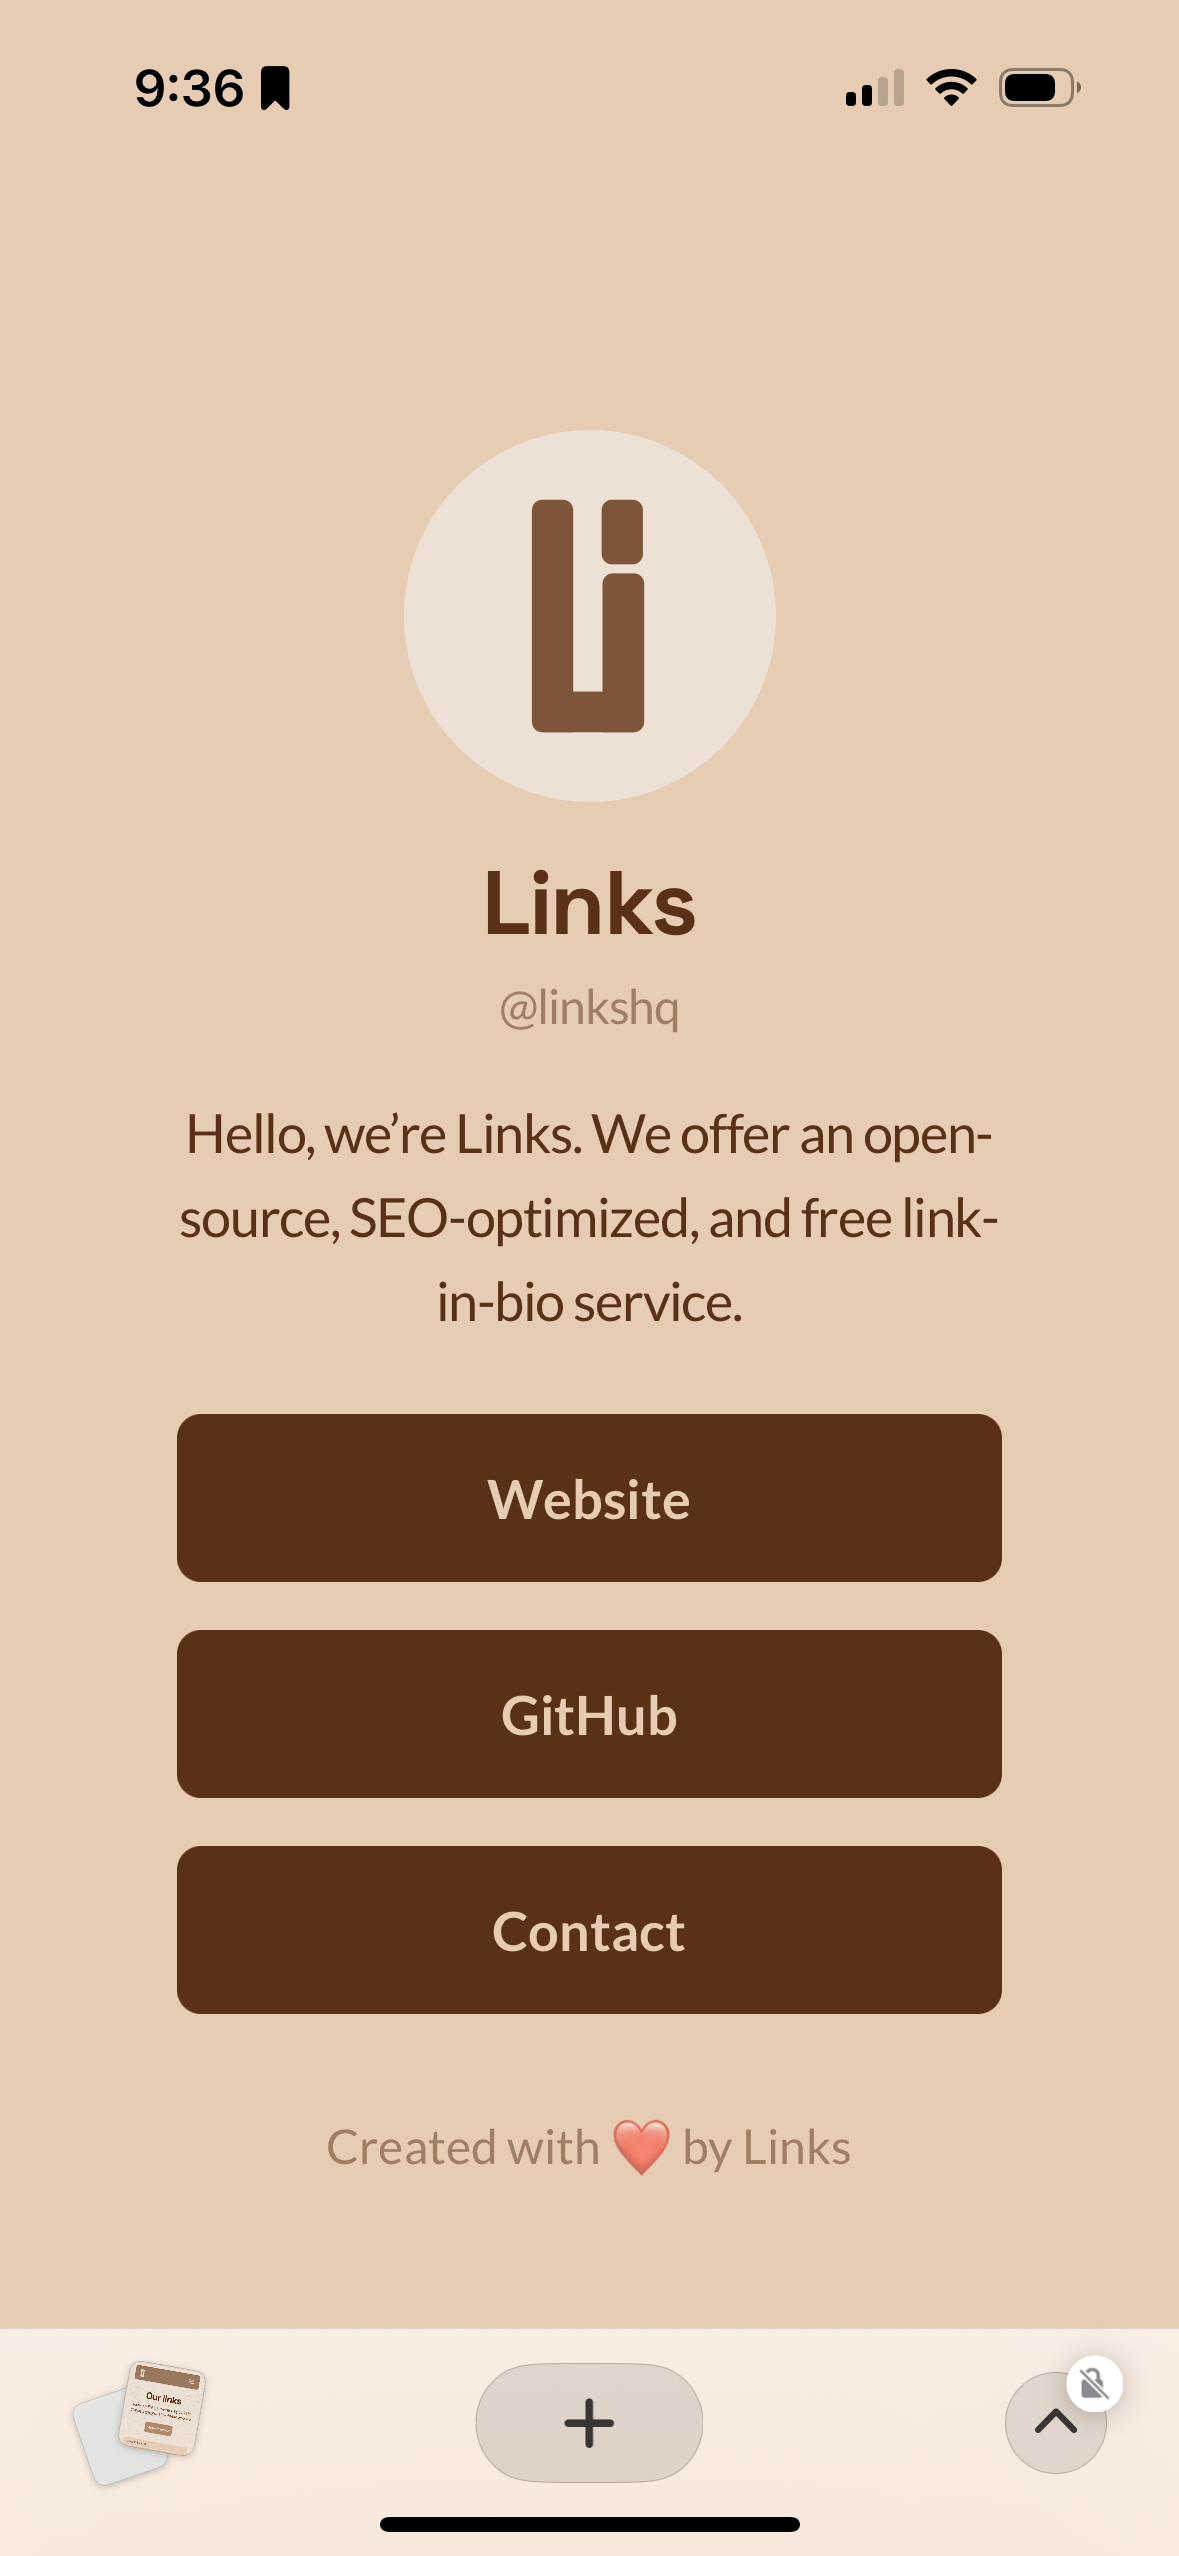 9:36
li
Links
@linkshq
Hello, we’re Links. We offer an open-
source, SEO-optimized, and free link-
in-bio service.
Website
GitHub
Contact
Created with ❤️ by Links
Our links